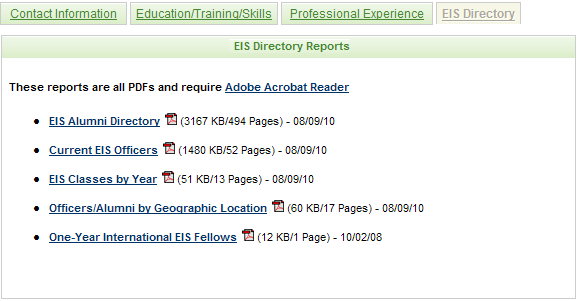 Contact Information Education/Training/Skills Professional Experience EIS Directory
EIS Directory Reports
These reports are all PDFs and require Adobe Acrobat Reader
• EIS Alumni Directory (3167 KB/494 Pages) - 08/09/10
• Current EIS Officers (1480 KB/52 Pages) - 08/09/10
• EIS Classes by Year (51 KB/13 Pages) - 08/09/10
• Officers/Alumni by Geographic Location (60 KB/17 Pages) - 08/09/10
• One-Year International EIS Fellows (12 KB/1 Page) - 10/02/08